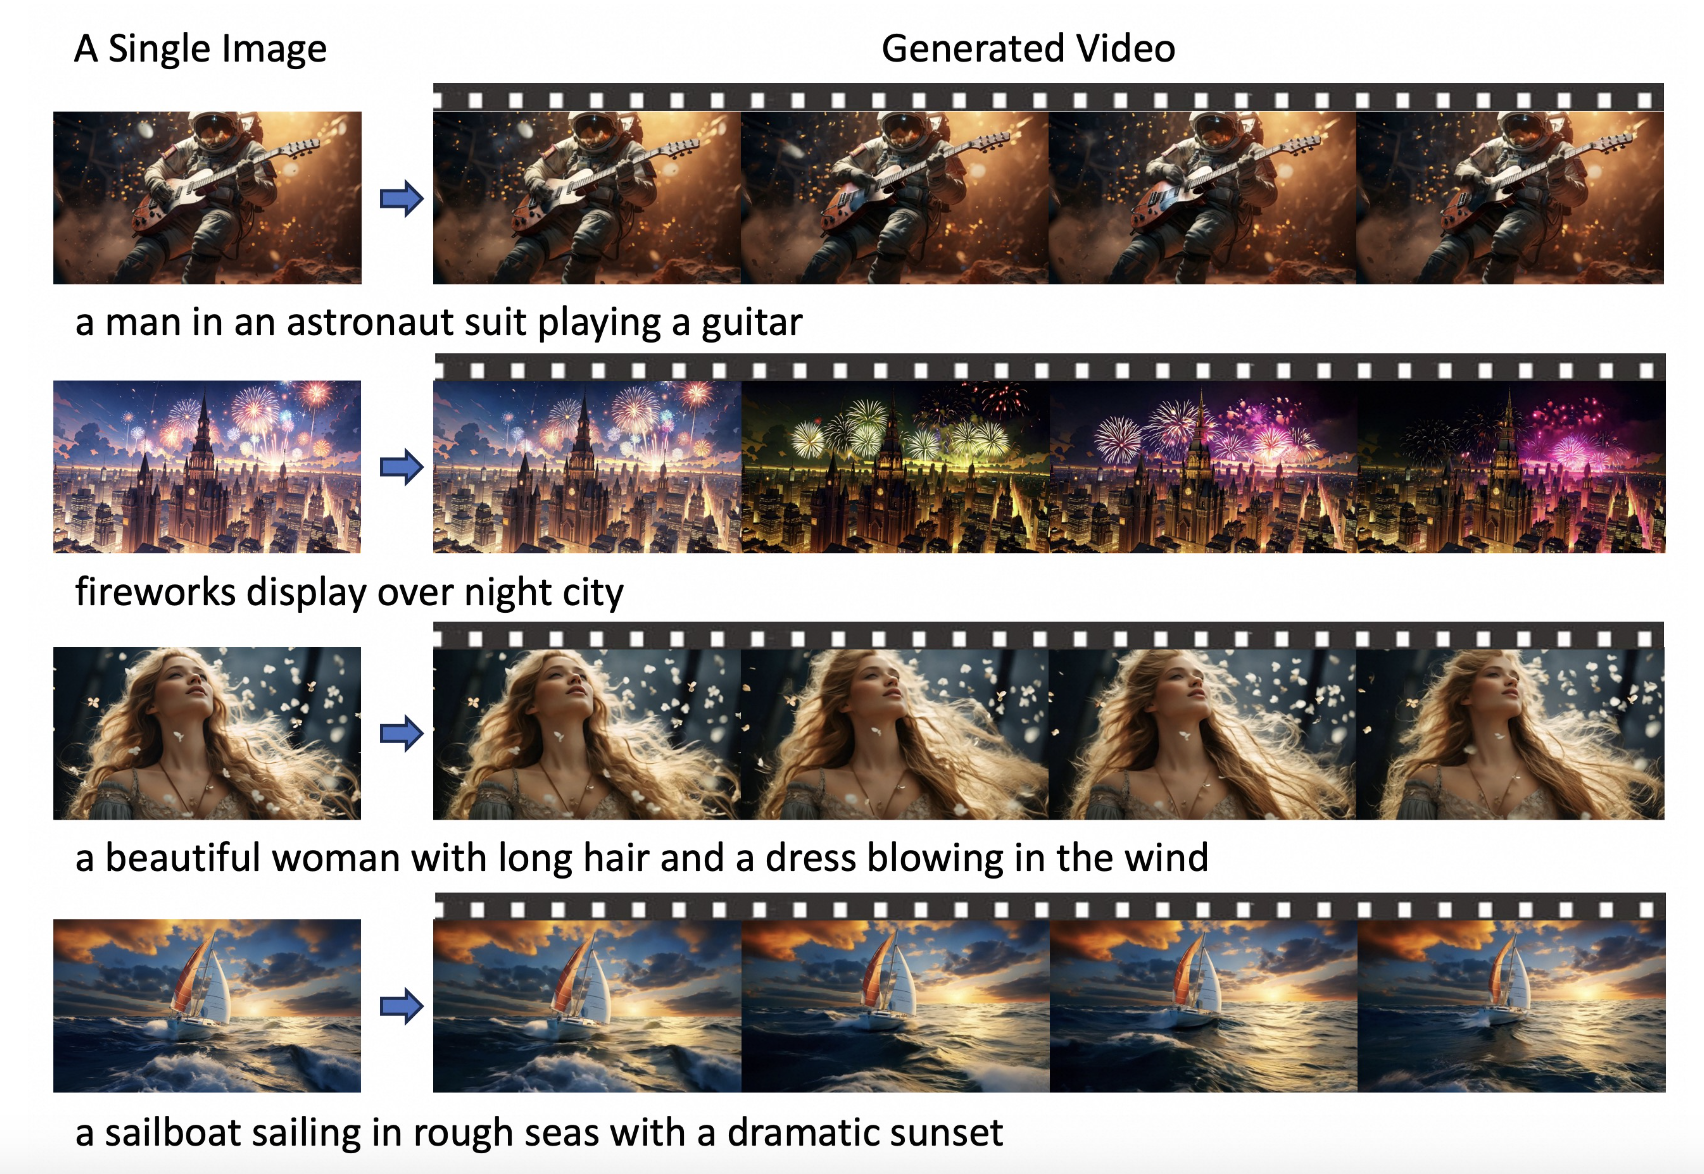 A Single Image
Generated Video
a man in an astronaut suit playing a guitar
fireworks display over night city
a beautiful woman with long hair and a dress blowing in the wind
a sailboat sailing in rough seas with a dramatic sunset